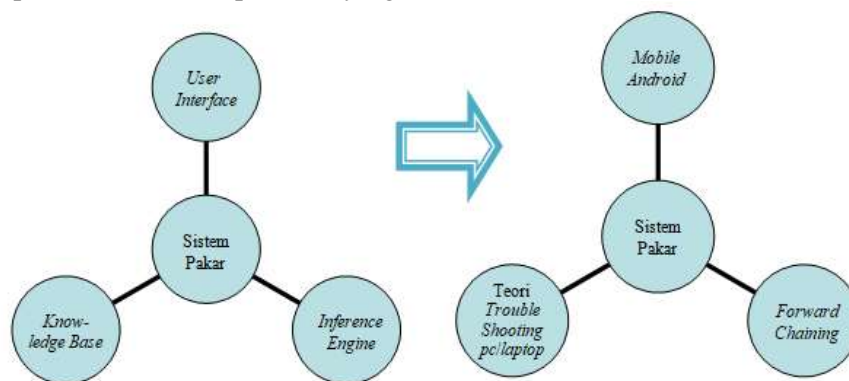 User
Interface
Sistem
Pakar
Know-
ledge Base
Inference
Engine
Mobile
Android
Sistem
Pakar
Teori
Trouble
Shooting
pc/laptop
Forward
Chaining